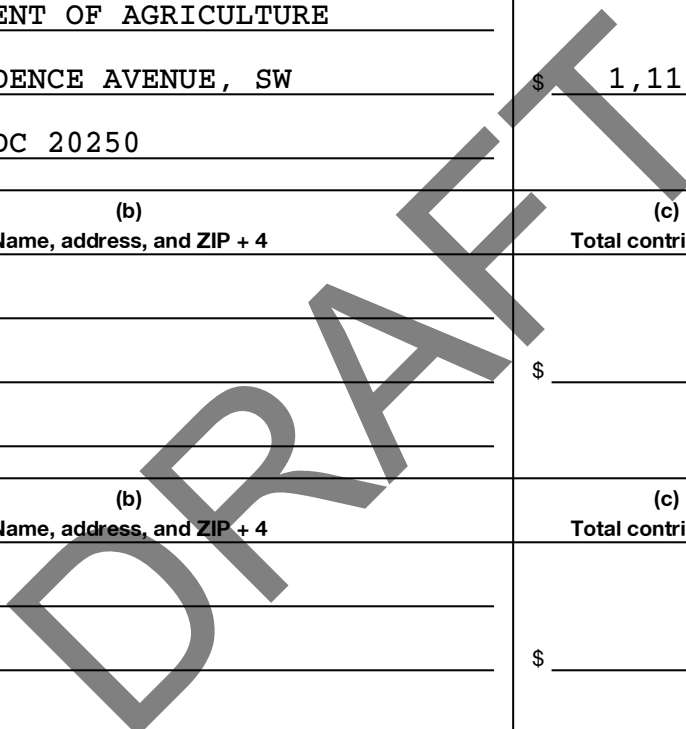 ENT OF AGRICULTURE
DENCE AVENUE, SW
$ 1,11
DC 20250
(b)
(c)
Name, address, and ZIP + 4
Total contri
$
(b)
(c)
Name, address, and ZIP + 4
Total contri
$
DRAFT